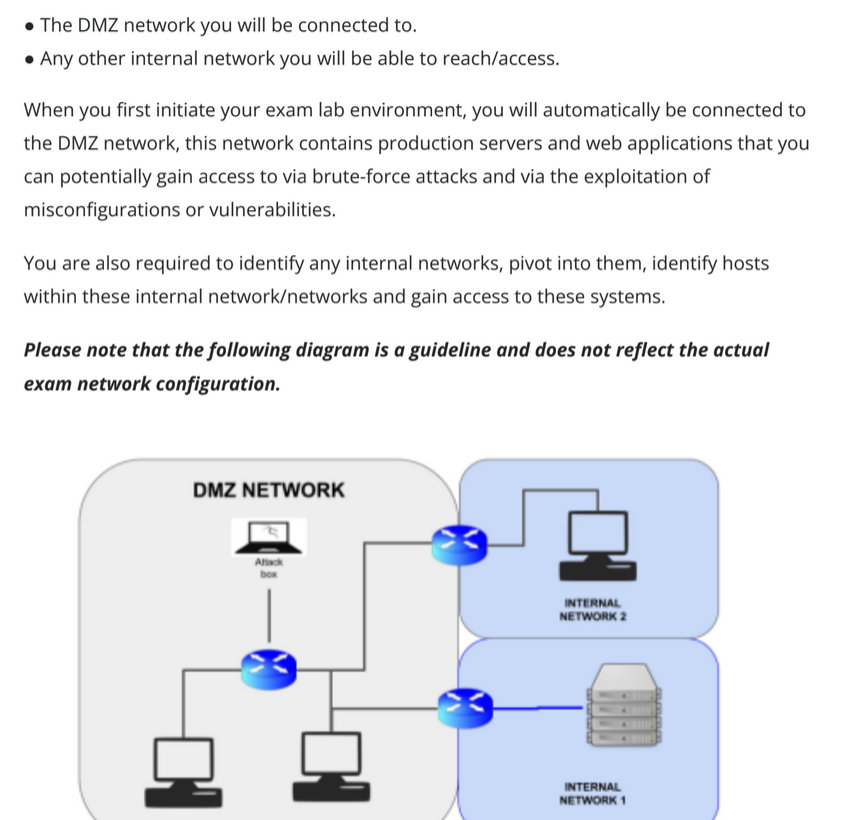 ● The DMZ network you will be connected to.
● Any other internal network you will be able to reach/access.
When you first initiate your exam lab environment, you will automatically be connected to
the DMZ network, this network contains production servers and web applications that you
can potentially gain access to via brute-force attacks and via the exploitation of
misconfigurations or vulnerabilities.
You are also required to identify any internal networks, pivot into them, identify hosts
within these internal network/networks and gain access to these systems.
Please note that the following diagram is a guideline and does not reflect the actual
exam network configuration.
DMZ NETWORK
Attack
box
INTERNAL
NETWORK 2
INTERNAL
NETWORK 1